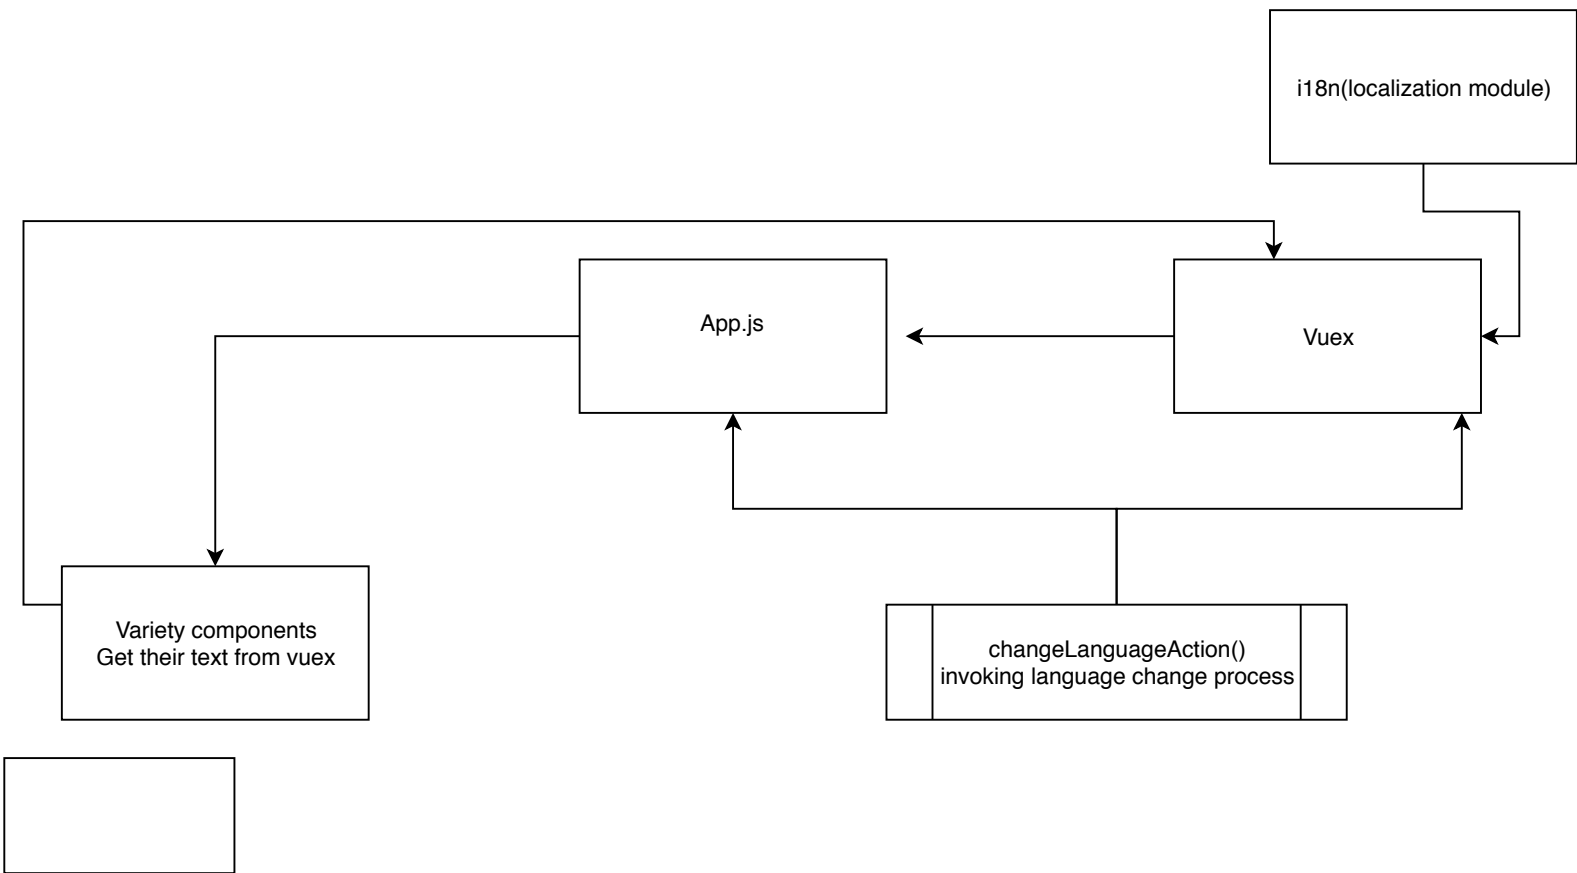 i18n(localization module)
App.js
Vuex
Variety components
Get their text from vuex
changeLanguageAction()
invoking language change process